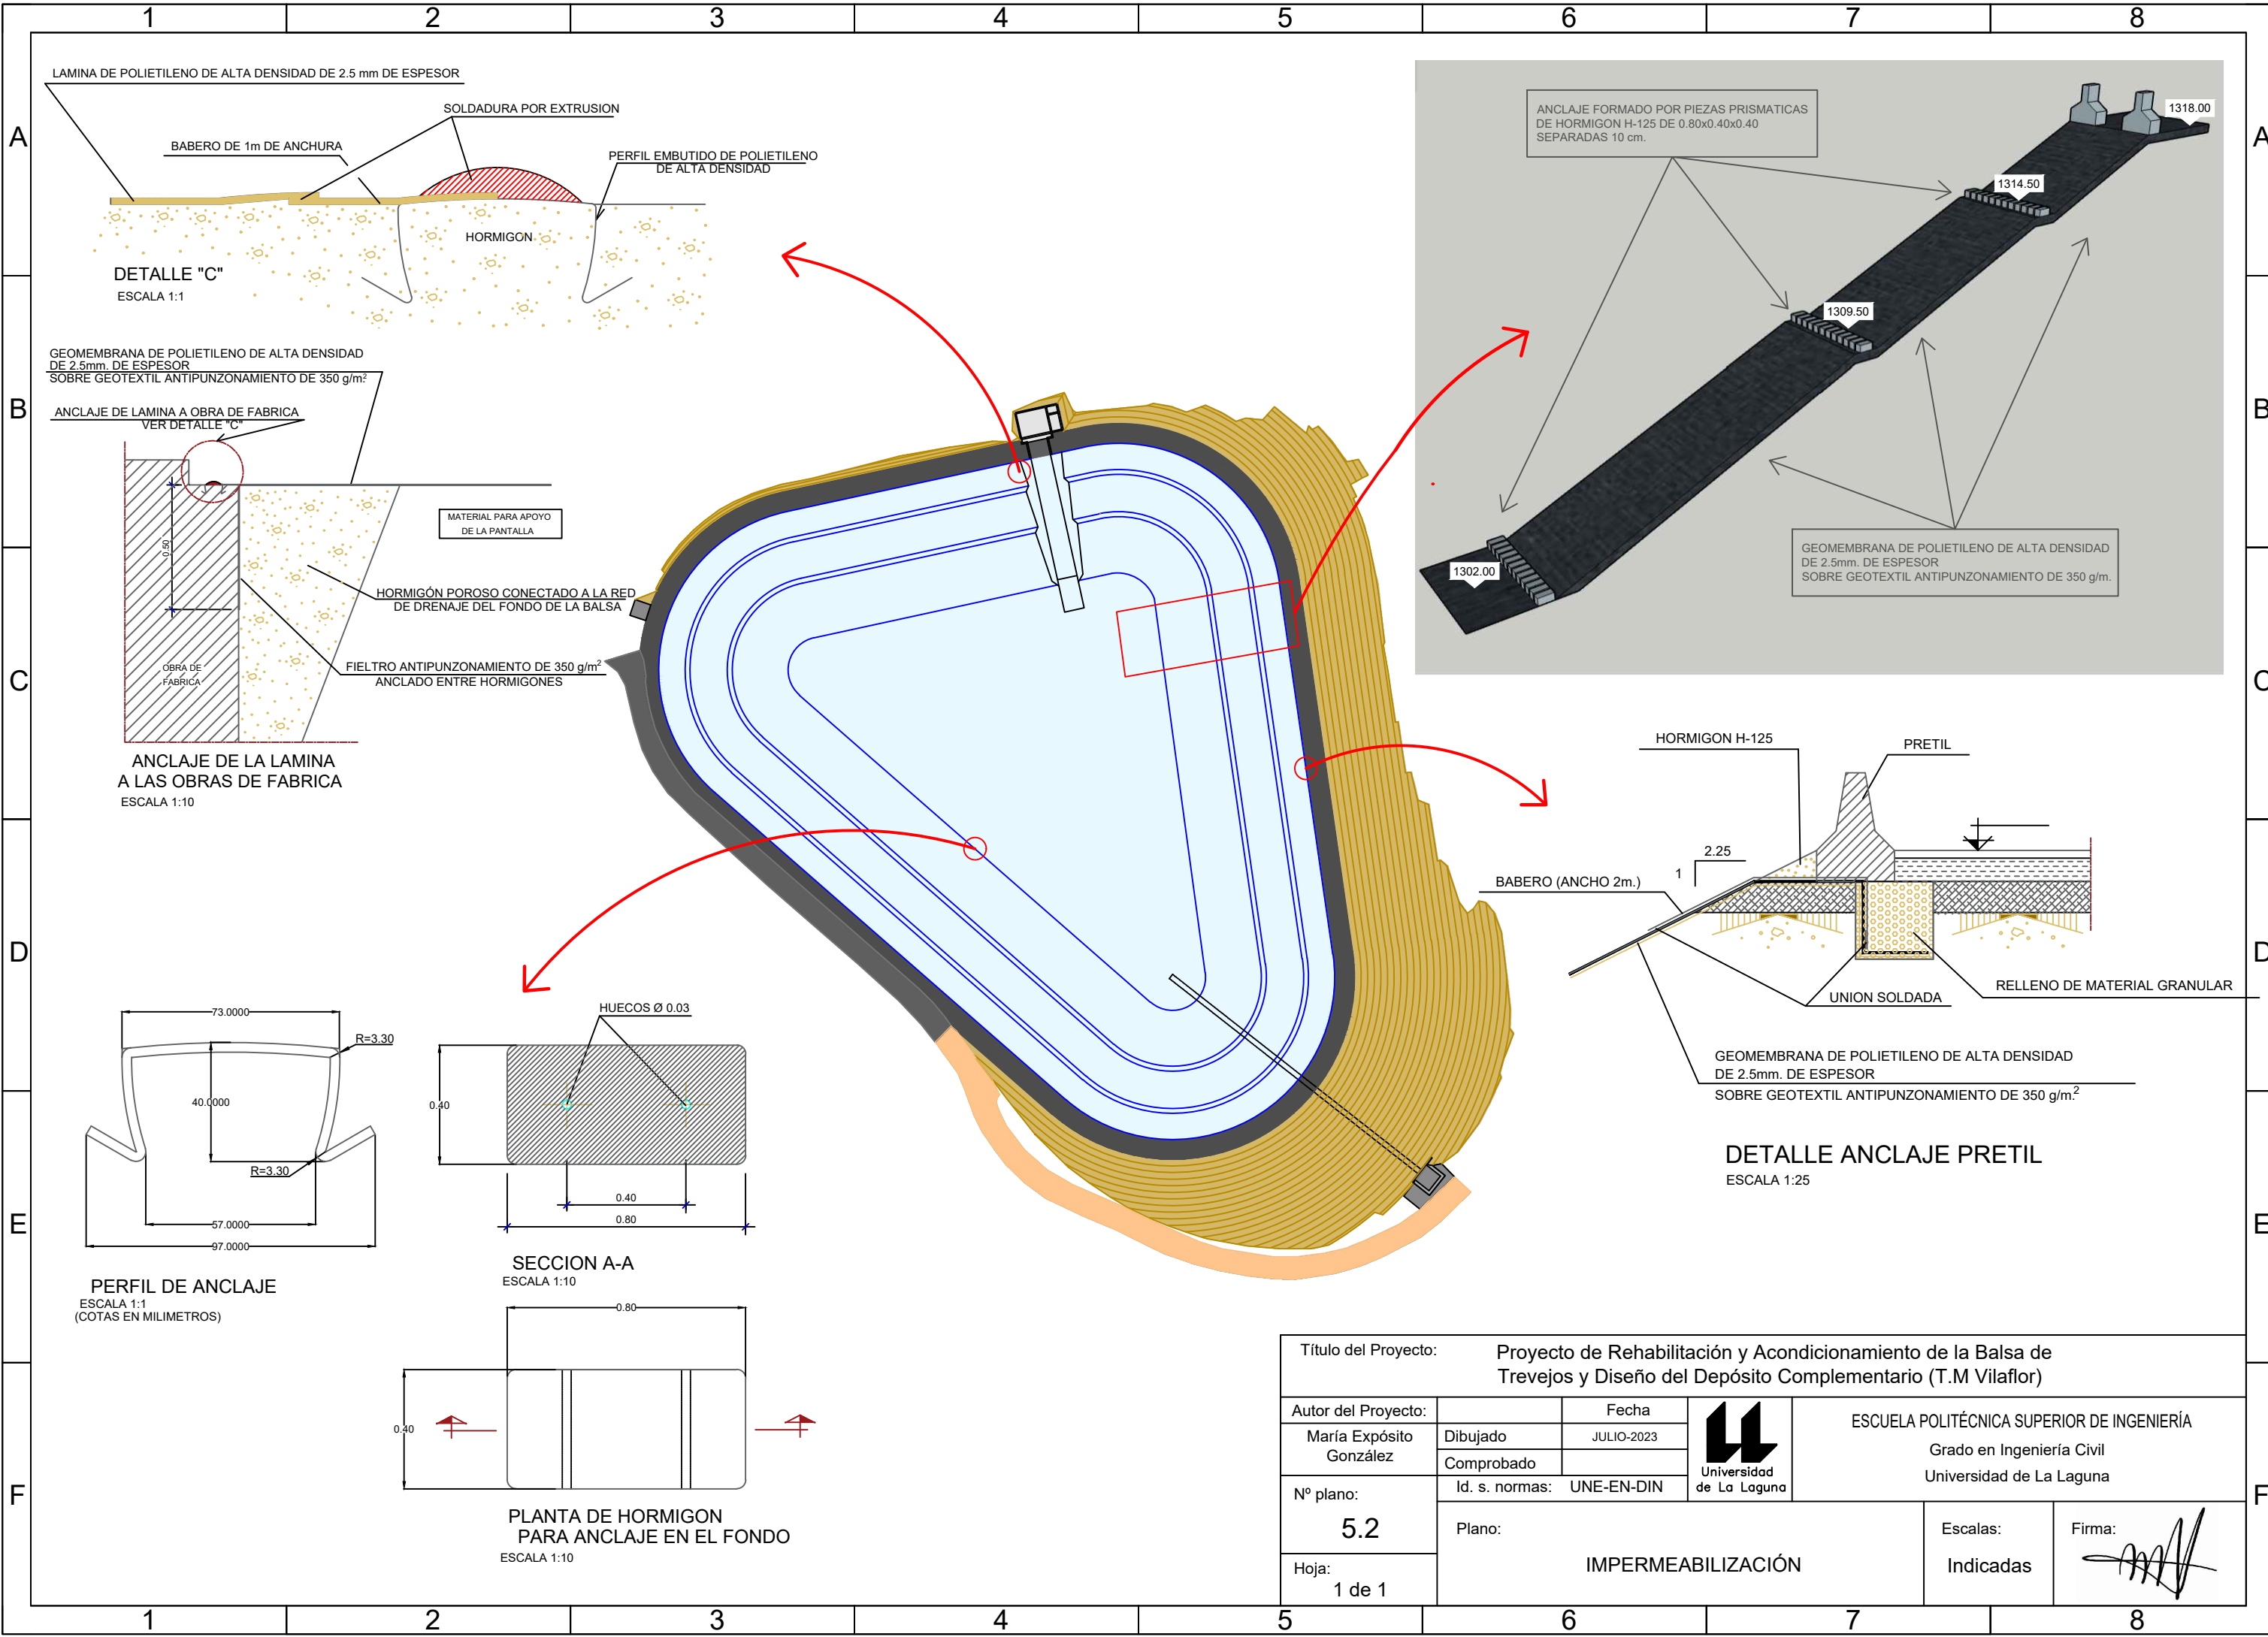 1 2 3 4 5 6 7 8
A
B
C
D
E
F
LAMINA DE POLIETILENO DE ALTA DENSIDAD DE 2.5 mm DE ESPESOR
SOLDADURA POR EXTRUSION
BABERO DE 1m DE ANCHURA
PERFIL EMBUTIDO DE POLIETILENO
DE ALTA DENSIDAD
HORMIGON
DETALLE "C"
ESCALA 1:1
GEOMEMBRANA DE POLIETILENO DE ALTA DENSIDAD
DE 2.5mm. DE ESPESOR
SOBRE GEOTEXTIL ANTIPUNZONAMIENTO DE 350 g/m²
ANCLAJE DE LAMINA A OBRA DE FABRICA
VER DETALLE "C"
MATERIAL PARA APOYO
DE LA PANTALLA
0.50
HORMIGÓN POROSO CONECTADO A LA RED
DE DRENAJE DEL FONDO DE LA BALSA
OBRA DE
FABRICA
FIELTRO ANTIPUNZONAMIENTO DE 350 g/m²
ANCLADO ENTRE HORMIGONES
ANCLAJE DE LA LAMINA
A LAS OBRAS DE FABRICA
ESCALA 1:10
ANCLAJE FORMADO POR PIEZAS PRISMATICAS
DE HORMIGON H-125 DE 0.80x0.40x0.40
SEPARADAS 10 cm.
1318.00
1314.50
1309.50
1302.00
GEOMEMBRANA DE POLIETILENO DE ALTA DENSIDAD
DE 2.5mm. DE ESPESOR
SOBRE GEOTEXTIL ANTIPUNZONAMIENTO DE 350 g/m.
HORMIGON H-125
PRETIL
2.25
1
BABERO (ANCHO 2m.)
RELLENO DE MATERIAL GRANULAR
UNION SOLDADA
GEOMEMBRANA DE POLIETILENO DE ALTA DENSIDAD
DE 2.5mm. DE ESPESOR
SOBRE GEOTEXTIL ANTIPUNZONAMIENTO DE 350 g/m.²
DETALLE ANCLAJE PRETIL
ESCALA 1:25
73.0000
R=3.30
40.0000
R=3.30
57.0000
97.0000
PERFIL DE ANCLAJE
ESCALA 1:1
(COTAS EN MILIMETROS)
HUECOS Ø 0.03
0.40
0.40
0.80
SECCION A-A
ESCALA 1:10
0.80
0.40
PLANTA DE HORMIGON
PARA ANCLAJE EN EL FONDO
ESCALA 1:10
Título del Proyecto:
Proyecto de Rehabilitación y Acondicionamiento de la Balsa de
Trevejos y Diseño del Depósito Complementario (T.M Vilaflor)
Autor del Proyecto:
María Expósito
González
Fecha
Dibujado
JULIO-2023
Comprobado
Id. s. normas: UNE-EN-DIN
Universidad
de La Laguna
ESCUELA POLITÉCNICA SUPERIOR DE INGENIERÍA
Grado en Ingeniería Civil
Universidad de La Laguna
Nº plano:
5.2
Hoja:
1 de 1
Plano:
IMPERMEABILIZACIÓN
Escalas:
Indicadas
Firma:
A
B
C
D
E
F
1 2 3 4 5 6 7 8